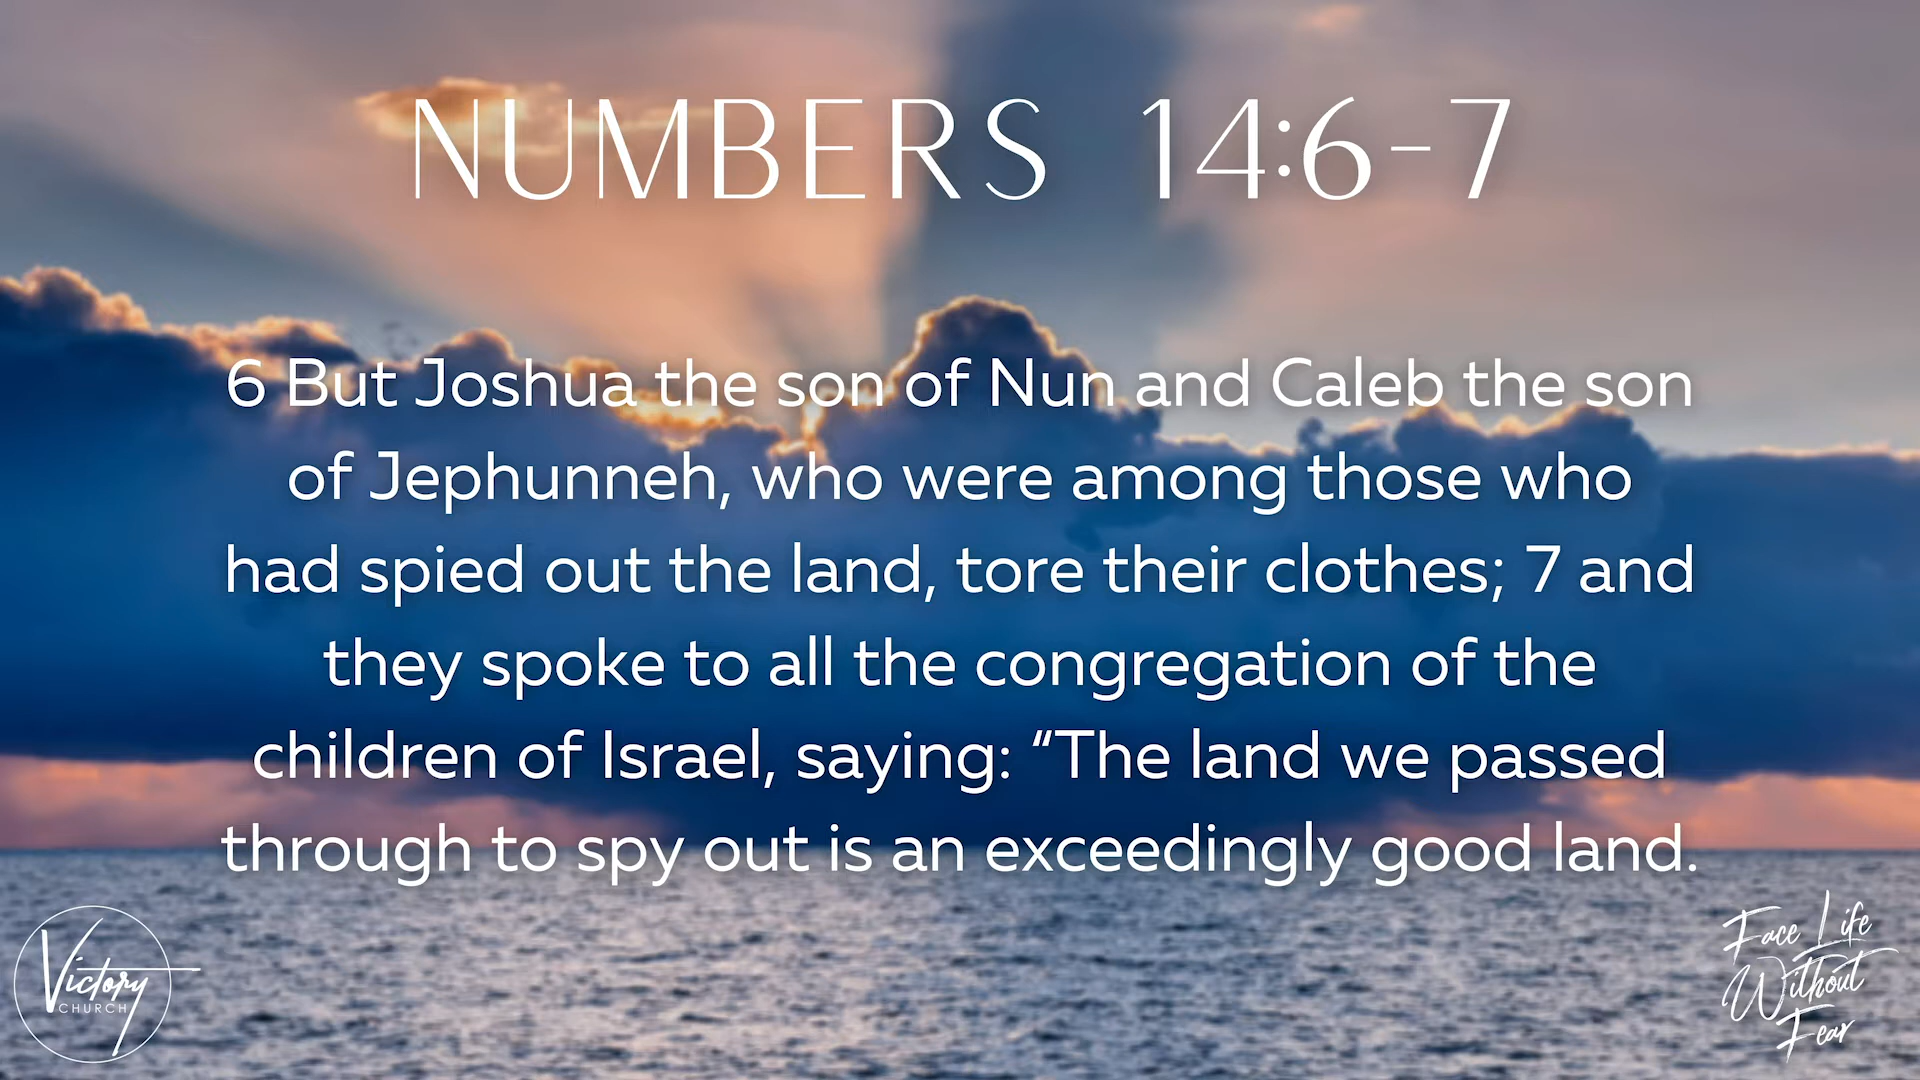 NUMBERS 14:6-7
6 But Joshua the son of Nun and Caleb the son
of Jephunneh, who were among those who
had spied out the land, tore their clothes; 7 and
they spoke to all the congregation of the
children of Israel, saying: “The land we passed
through to spy out is an exceedingly good land.
Victory
CHURCH
Face Life
Without
Fear